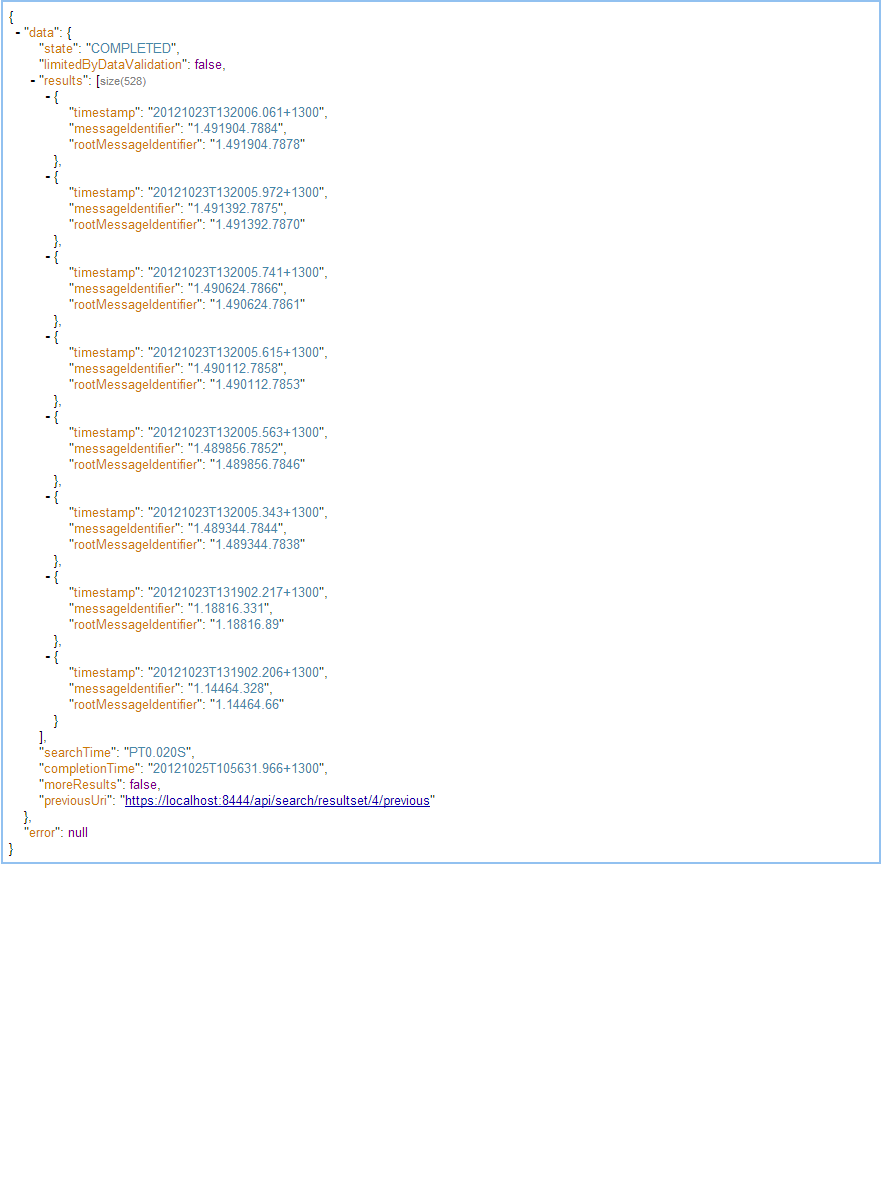 {
- "data": {
"state": "COMPLETED",
"limitedByDataValidation": false,
- "results": [size(528)
- {
"timestamp": "20121023T132006.061+1300",
"messageIdentifier": "1.491904.7884",
"rootMessageIdentifier": "1.491904.7878"
},
- {
"timestamp": "20121023T132005.972+1300",
"messageIdentifier": "1.491392.7875",
"rootMessageIdentifier": "1.491392.7870"
},
- {
"timestamp": "20121023T132005.741+1300",
"messageIdentifier": "1.490624.7866",
"rootMessageIdentifier": "1.490624.7861"
},
- {
"timestamp": "20121023T132005.615+1300",
"messageIdentifier": "1.490112.7858",
"rootMessageIdentifier": "1.490112.7853"
},
- {
"timestamp": "20121023T132005.563+1300",
"messageIdentifier": "1.489856.7852",
"rootMessageIdentifier": "1.489856.7846"
},
- {
"timestamp": "20121023T132005.343+1300",
"messageIdentifier": "1.489344.7844",
"rootMessageIdentifier": "1.489344.7838"
},
- {
"timestamp": "20121023T131902.217+1300",
"messageIdentifier": "1.18816.331",
"rootMessageIdentifier": "1.18816.89"
},
- {
"timestamp": "20121023T131902.206+1300",
"messageIdentifier": "1.14464.328",
"rootMessageIdentifier": "1.14464.66"
}
],
"searchTime": "PT0.020S",
"completionTime": "20121025T105631.966+1300",
"moreResults": false,
"previousUri": "https://localhost:8444/api/search/resultset/4/previous"
},
"error": null
}